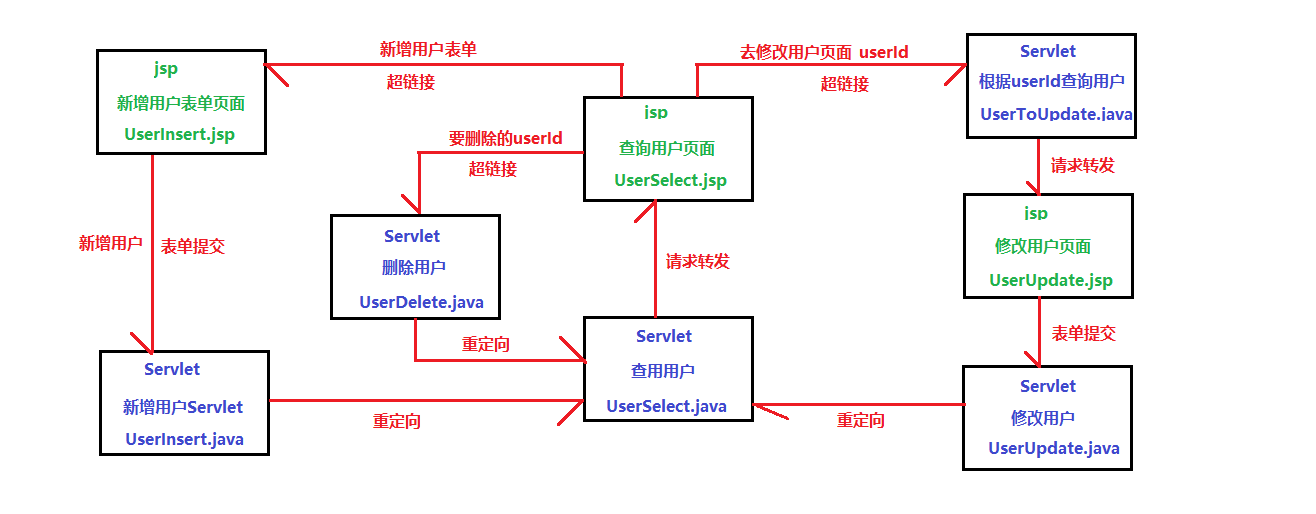 新增用户表单
超链接
去修改用户页面 userId
超链接
jsp
新增用户表单页面
UserInsert.jsp
要删除的userId
超链接
jsp
查询用户页面
UserSelect.jsp
Servlet
根据userId查询用户
UserToUpdate.java
请求转发
新增用户
表单提交
Servlet
删除用户
UserDelete.java
请求转发
jsp
修改用户页面
UserUpdate.jsp
重定向
Servlet
查用用户
UserSelect.java
表单提交
Servlet
新增用户Servlet
UserInsert.java
重定向
重定向
Servlet
修改用户
UserUpdate.java